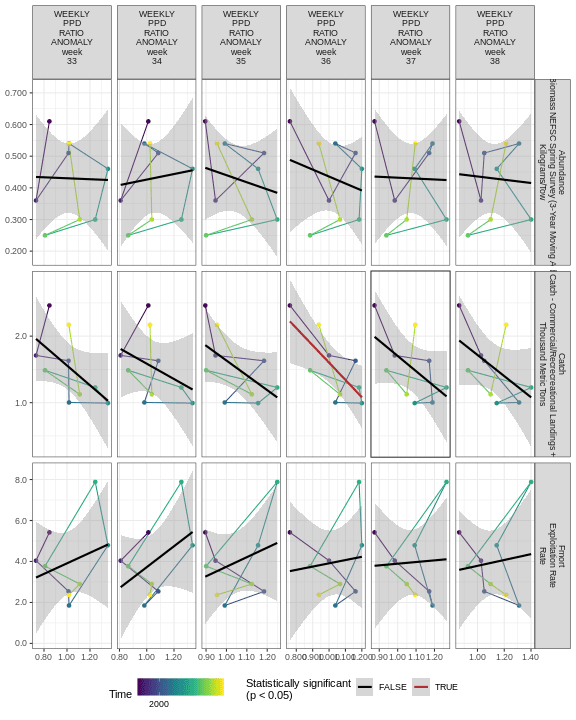 WEEKLY
PPD
RATIO
ANOMALY
week
33
WEEKLY
PPD
RATIO
ANOMALY
week
34
WEEKLY
PPD
RATIO
ANOMALY
week
35
WEEKLY
PPD
RATIO
ANOMALY
week
36
WEEKLY
PPD
RATIO
ANOMALY
week
37
WEEKLY
PPD
RATIO
ANOMALY
week
38
0.700
0.600
0.500
0.400
0.300
0.200
Abundance
Biomass NEFSC Spring Survey (3-Year Moving A
Kilograms/Tow
2.0
1.0
Catch
Catch - Commercial/Recreational Landings +
Thousand Metric Tons
8.0
6.0
4.0
2.0
0.0
Fmort
Exploitation Rate
Rate
0.80 1.00 1.20
0.80 1.00 1.20
0.90 1.00 1.10 1.20
0.800 0.900 1.000 1.100 1.200
0.90 1.00 1.10 1.20
1.00 1.20 1.40
Time
2000
Statistically significant
(p < 0.05)
FALSE
TRUE